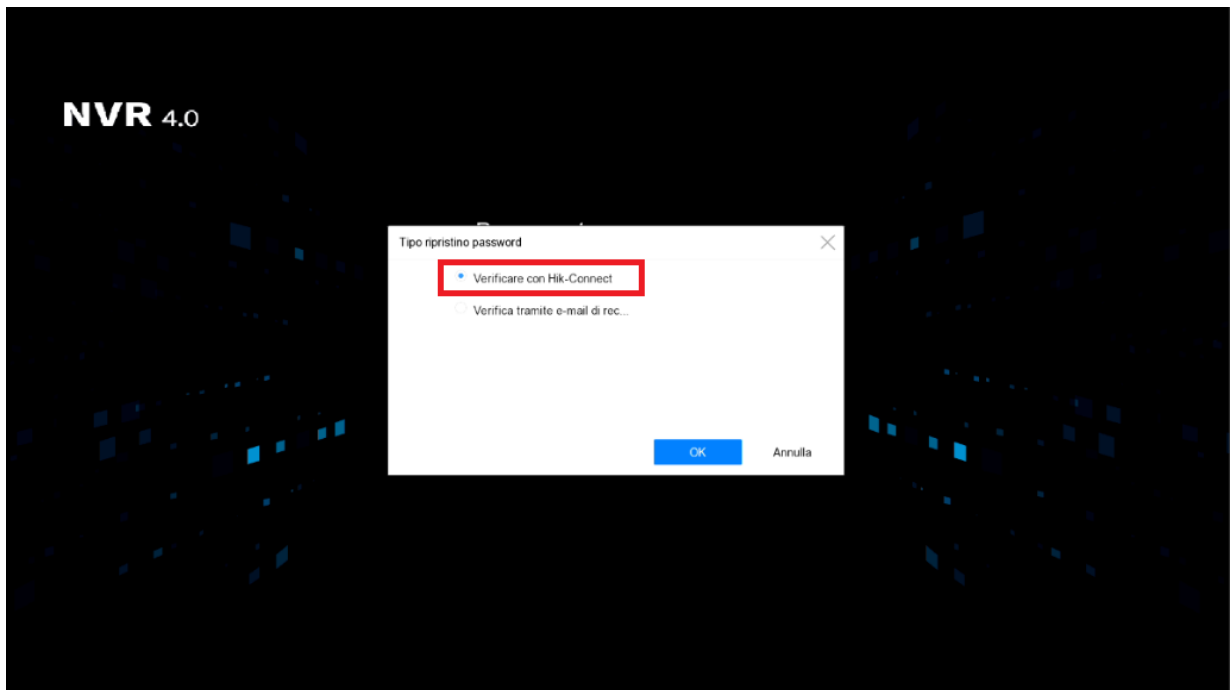 NVR 4.0
Tipo ripristino password
Verificare con Hik-Connect
Verifica tramite e-mail di rec...
OK
Annulla